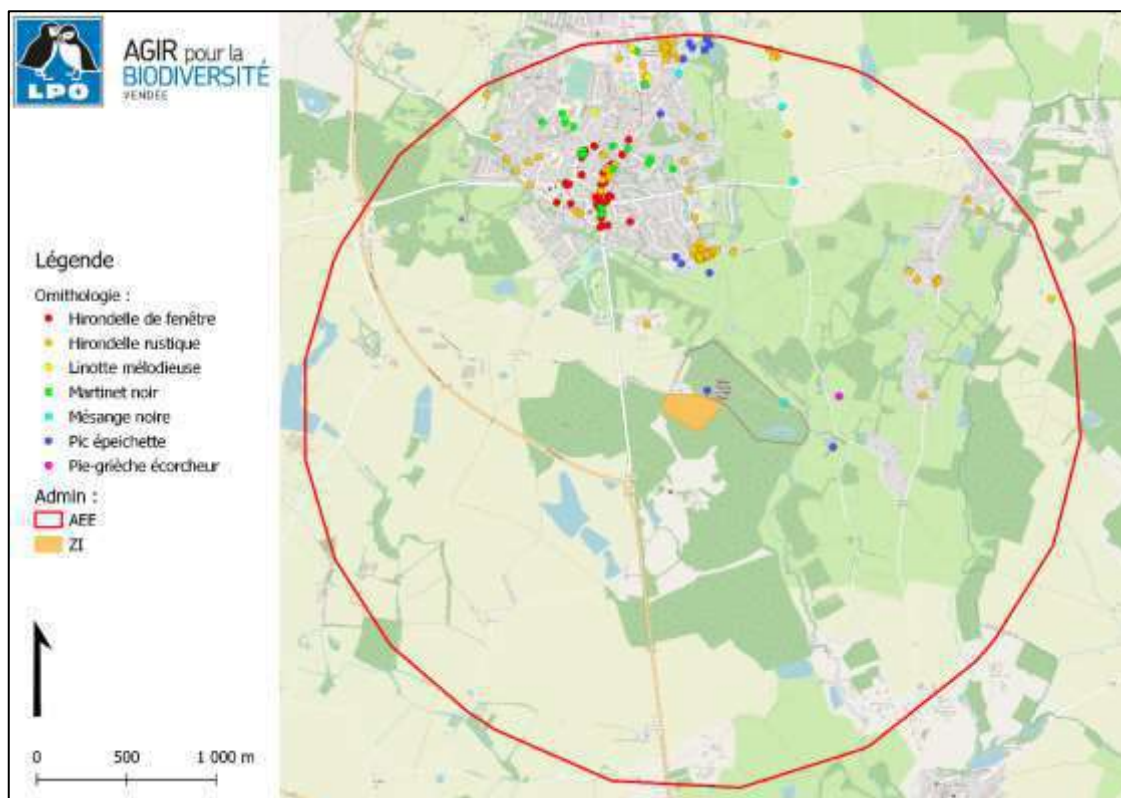 AGIR pour la
BIODIVERSITÉ
VENDÉE
LPO
Légende
Ornithologie :
Hirondelle de fenêtre
Hirondelle rustique
Linotte mélodieuse
Martinet noir
Mésange noire
Pic épeichette
Pie-grièche écorcheur
Admin :
AEE
ZI
0 500 1 000 m